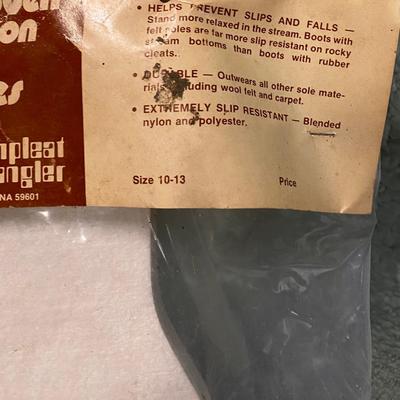 • HELPS PREVENT SLIPS AND FALLS —
Stand more relaxed in the stream. Boots with
felt soles are far more slip resistant on rocky
stream bottoms than boots with rubber
cleats.
• DURABLE — Outwears all other sole mate-
rials including wool felt and carpet.
• EXTREMELY SLIP RESISTANT — Blended
nylon and polyester.
Size 10-13
Price
on
es
mpleat
angler
NA 59601